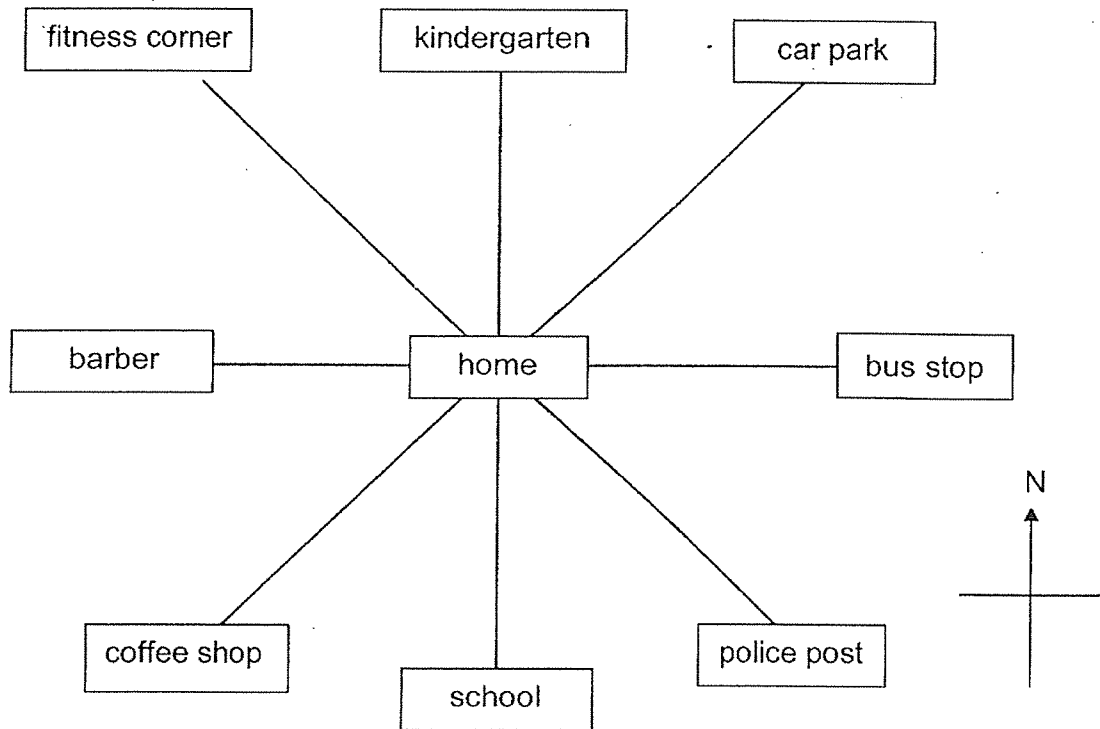 fitness corner
kindergarten
car park
barber
home
bus stop
N
coffee shop
police post
school